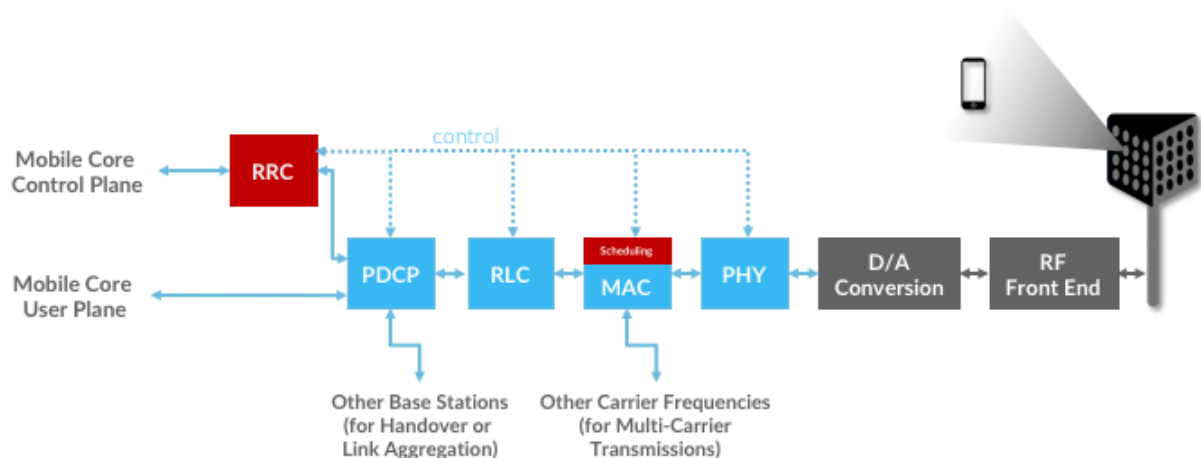 control
Mobile Core
Control Plane
RRC
Mobile Core
User Plane
PDCP
RLC
Scheduling
MAC
PHY
D/A
Conversion
RF
Front End
Other Base Stations
(for Handover or
Link Aggregation)
Other Carrier Frequencies
(for Multi-Carrier
Transmissions)